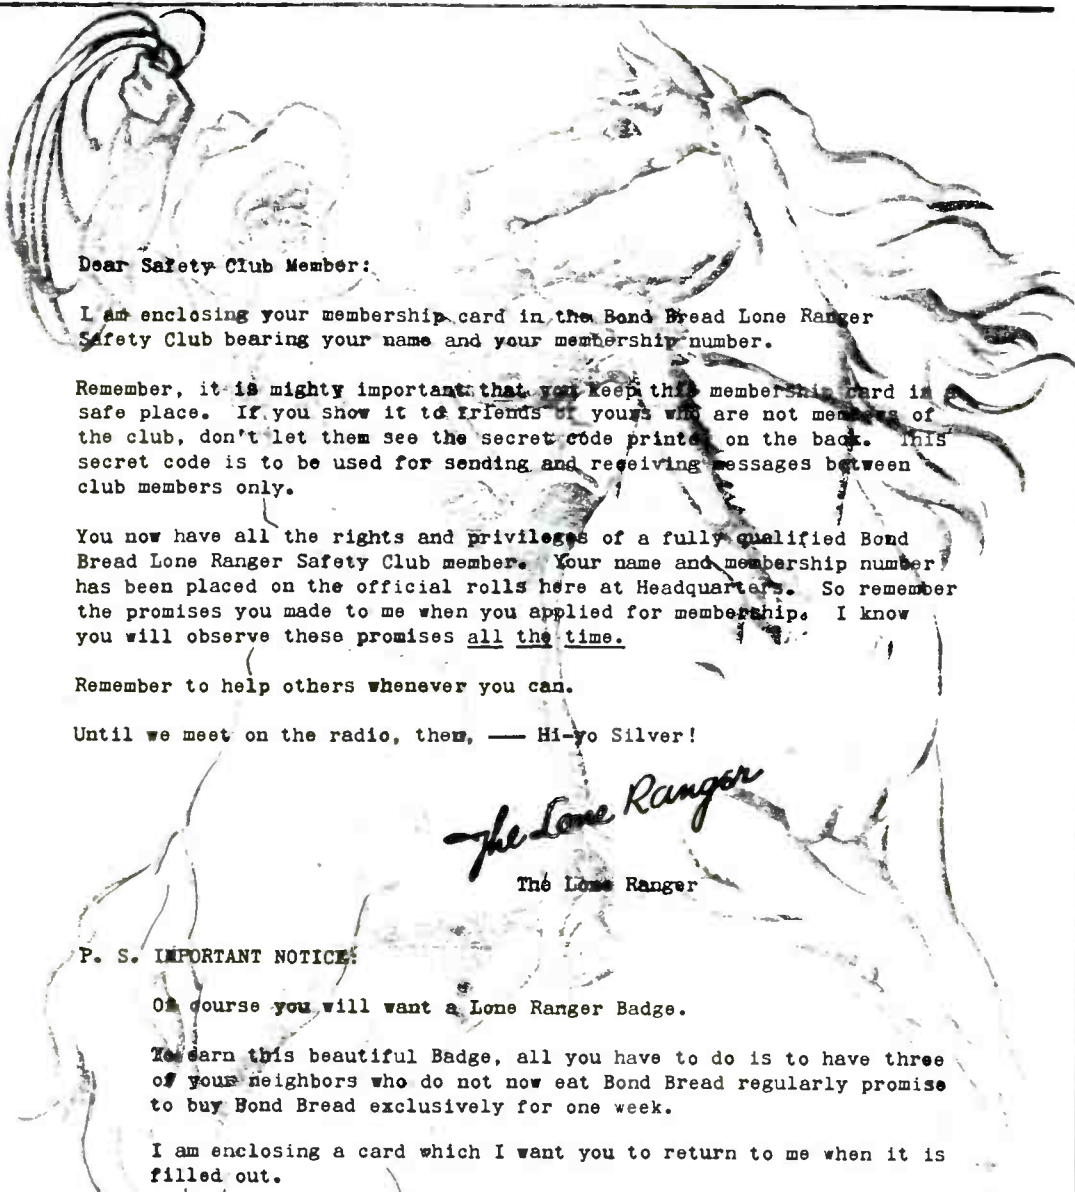 Dear Safety Club Member:
I am enclosing your membership card in the Bond Bread Lone Ranger
Safety Club bearing your name and your membership number.
Remember, it is mighty important that you keep this membership card in a
safe place. If you show it to friends of yours who are not members of
the club, don't let them see the secret code printed on the back. This
secret code is to be used for sending and receiving messages between
club members only.
You now have all the rights and privileges of a fully qualified Bond
Bread Lone Ranger Safety Club member. Your name and membership number
has been placed on the official rolls here at Headquarters. So remember
the promises you made to me when you applied for membership. I know
you will observe these promises all the time.
Remember to help others whenever you can.
Until we meet on the radio, then, — Hi-yo Silver!
The Lone Ranger
The Lone Ranger
P. S. IMPORTANT NOTICE:
Of course you will want a Lone Ranger Badge.
To earn this beautiful Badge, all you have to do is to have three
of your neighbors who do not now eat Bond Bread regularly promise
to buy Bond Bread exclusively for one week.
I am enclosing a card which I want you to return to me when it is
filled out.